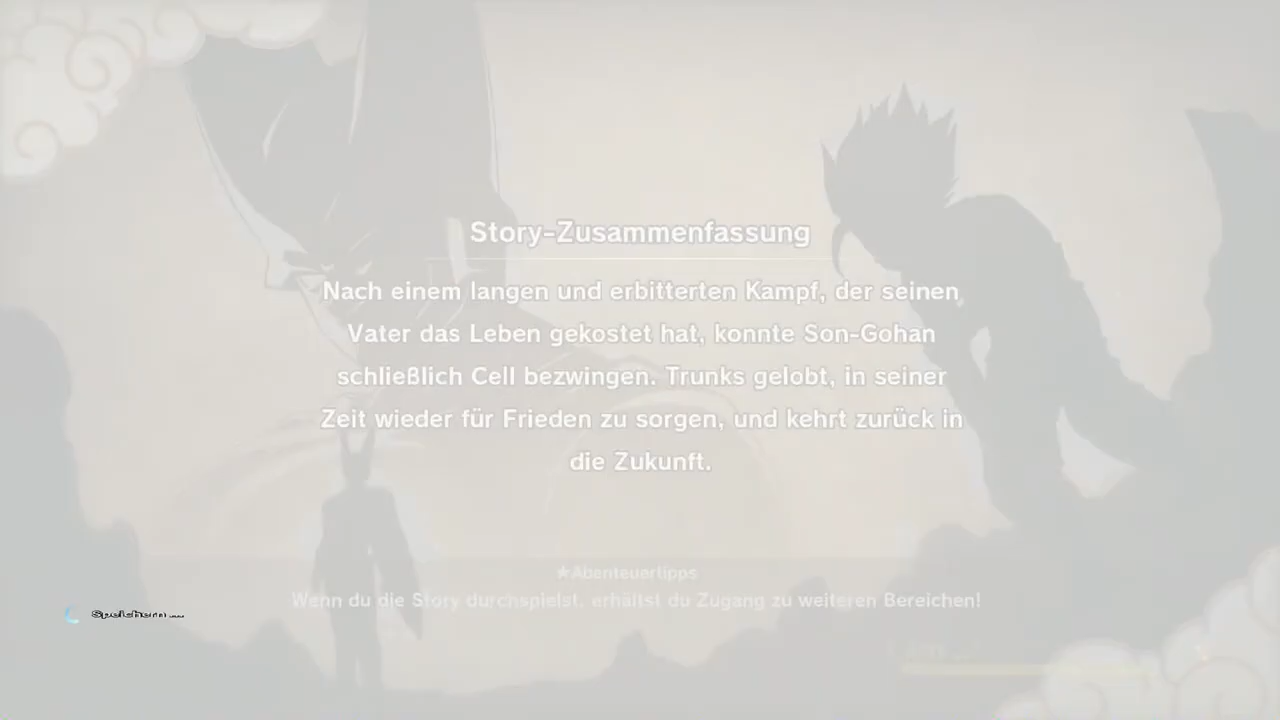 Story-Zusammenfassung
Nach einem langen und erbitterten Kampf, der seinen
Vater das Leben gekostet hat, konnte Son-Gohan
schließlich Cell bezwingen. Trunks gelobt, in seiner
Zeit wieder für Frieden zu sorgen, und kehrt zurück in
die Zukunft.
★Abenteuertipps
Wenn du die Story durchspielst, erhältst du Zugang zu weiteren Bereichen!
Speichern ...